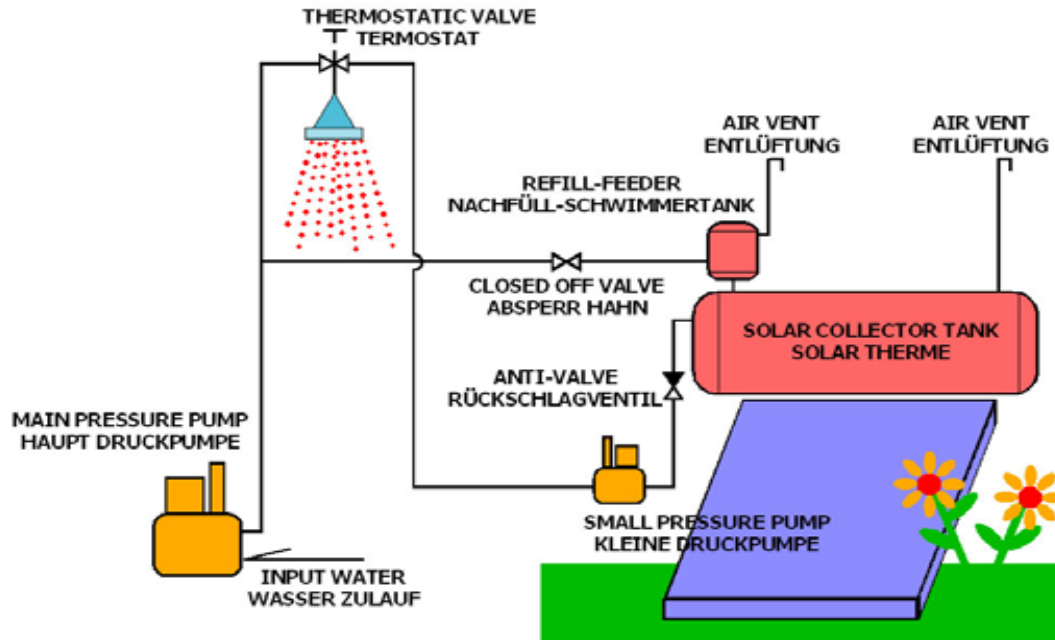 THERMOSTATIC VALVE
TERMOSTAT
AIR VENT
ENTLÜFTUNG
AIR VENT
ENTLÜFTUNG
REFILL-FEEDER
NACHFÜLL-SCHWIMMERTANK
CLOSED OFF VALVE
ABSPERR HAHN
SOLAR COLLECTOR TANK
SOLAR THERME
ANTI-VALVE
RÜCKSCHLAGVENTIL
MAIN PRESSURE PUMP
HAUPT DRUCKPUMPE
SMALL PRESSURE PUMP
KLEINE DRUCKPUMPE
INPUT WATER
WASSER ZULAUF